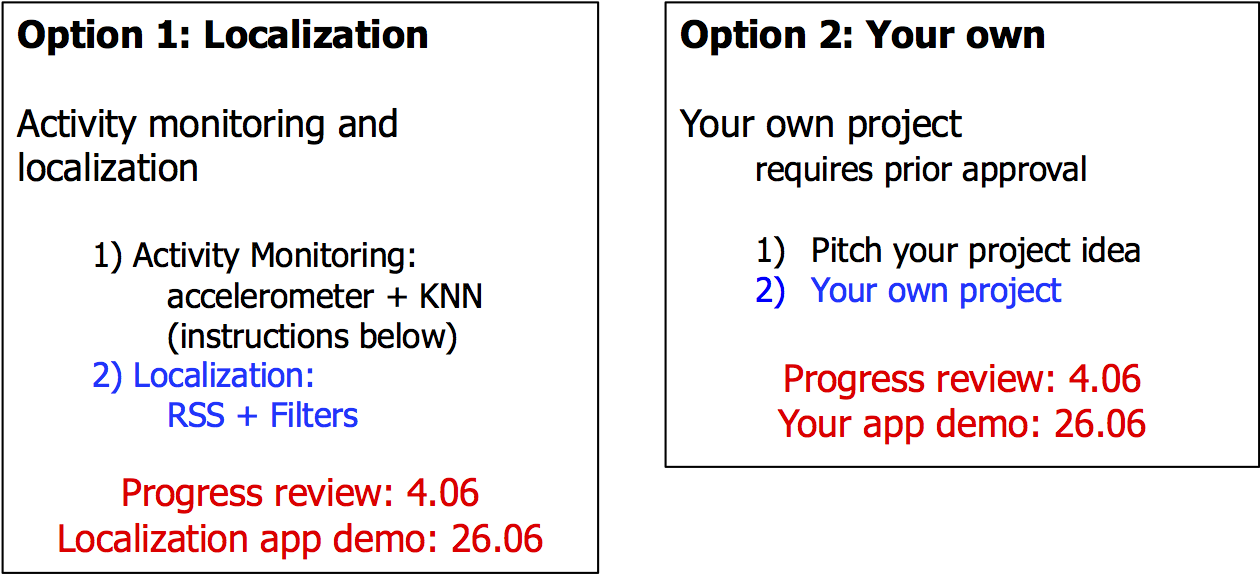 Option 1: Localization
Activity monitoring and
localization
1) Activity Monitoring:
accelerometer + KNN
(instructions below)
2) Localization:
RSS + Filters
Progress review: 4.06
Localization app demo: 26.06
Option 2: Your own
Your own project
requires prior approval
1) Pitch your project idea
2) Your own project
Progress review: 4.06
Your app demo: 26.06